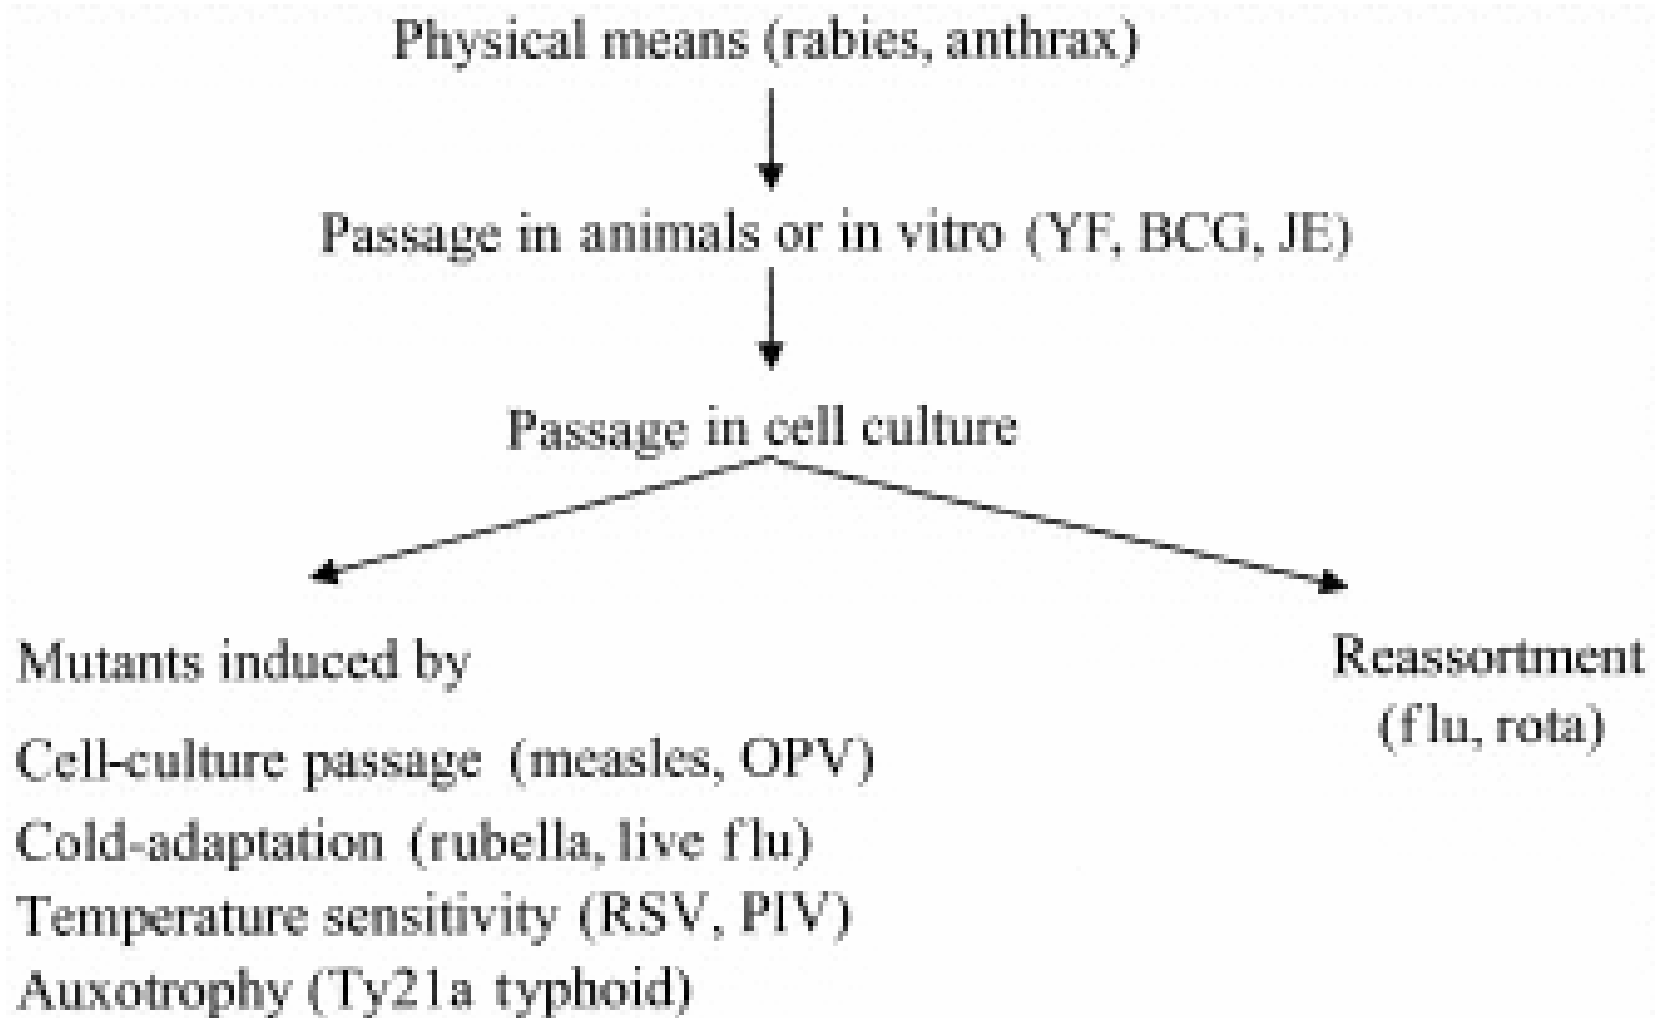 Physical means (rabies, anthrax)
Passage in animals or in vitro (YF, BCG, JE)
Passage in cell culture
Mutants induced by
Cell-culture passage (measles, OPV)
Cold-adaptation (rubella, live flu)
Temperature sensitivity (RSV, PIV)
Auxotrophy (Ty21a typhoid)
Reassortment
(flu, rota)